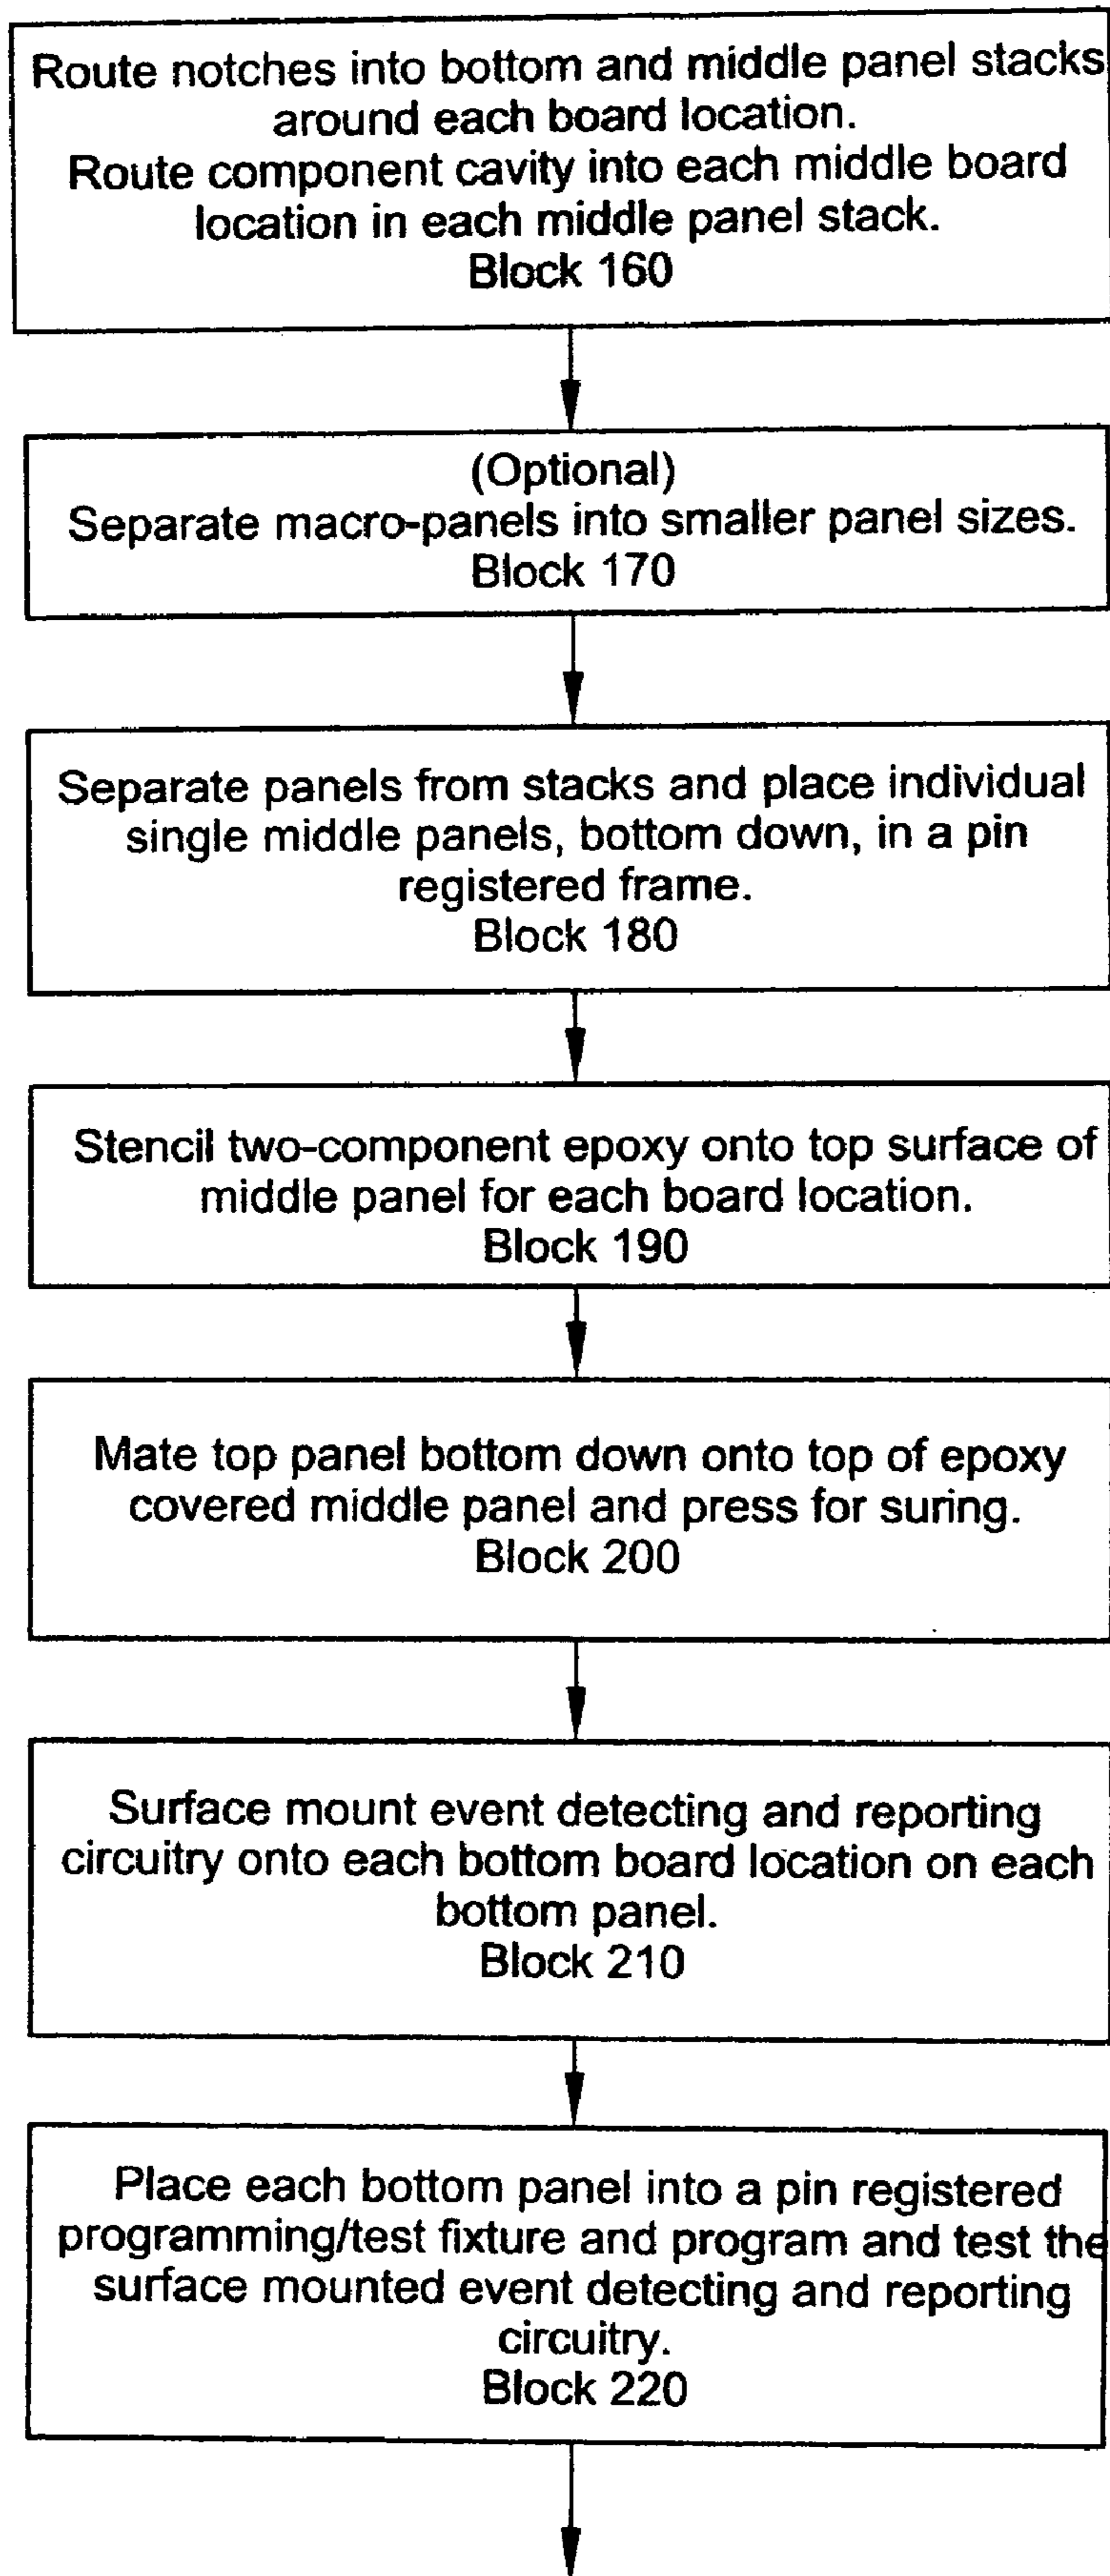 Route notches into bottom and middle panel stacks
around each board location.
Route component cavity into each middle board
location in each middle panel stack.
Block 160
(Optional)
Separate macro-panels into smaller panel sizes.
Block 170
Separate panels from stacks and place individual
single middle panels, bottom down, in a pin
registered frame.
Block 180
Stencil two-component epoxy onto top surface of
middle panel for each board location.
Block 190
Mate top panel bottom down onto top of epoxy
covered middle panel and press for suring.
Block 200
Surface mount event detecting and reporting
circuitry onto each bottom board location on each
bottom panel.
Block 210
Place each bottom panel into a pin registered
programming/test fixture and program and test the
surface mounted event detecting and reporting
circuitry.
Block 220